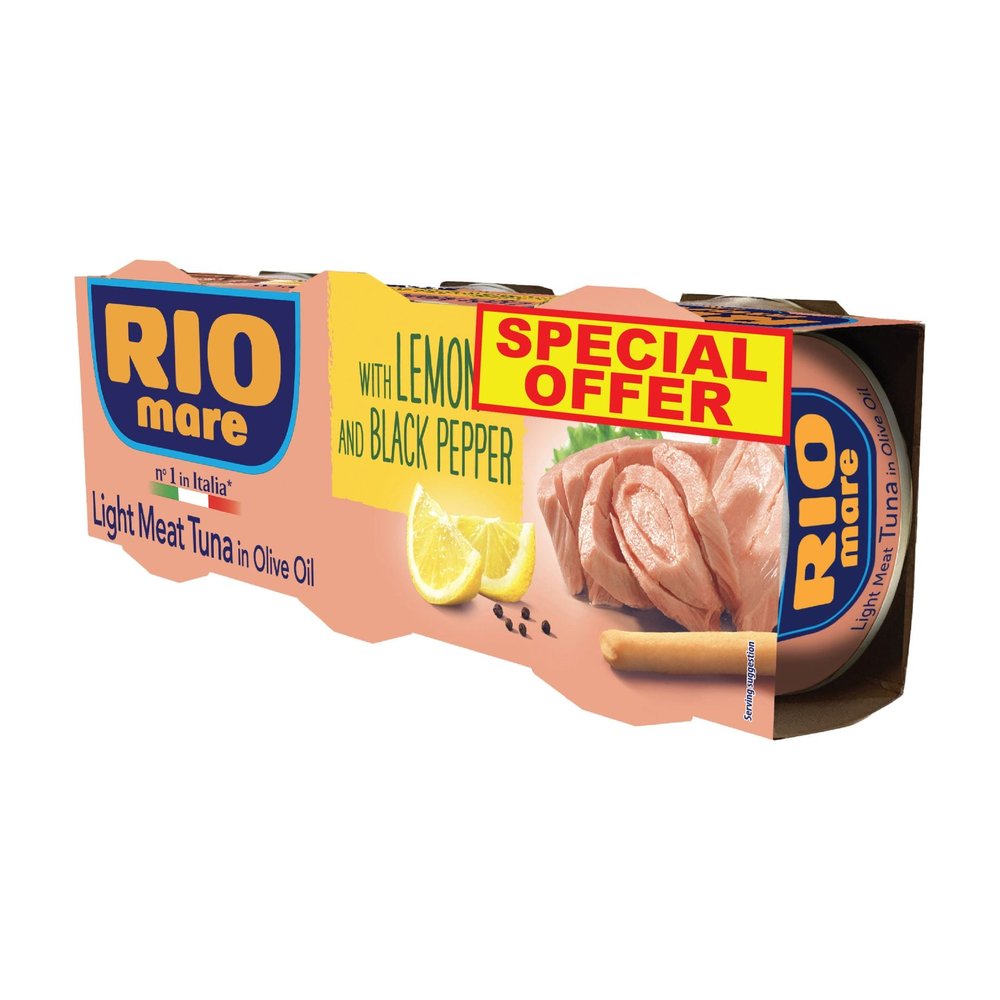 RIO
mare
nº 1 in Italia*
Light Meat Tuna in Olive Oil
WITH LEMON
AND BLACK PEPPER
SPECIAL
OFFER
Serving suggestion
RIO
mare
Light Meat Tuna in Olive Oil